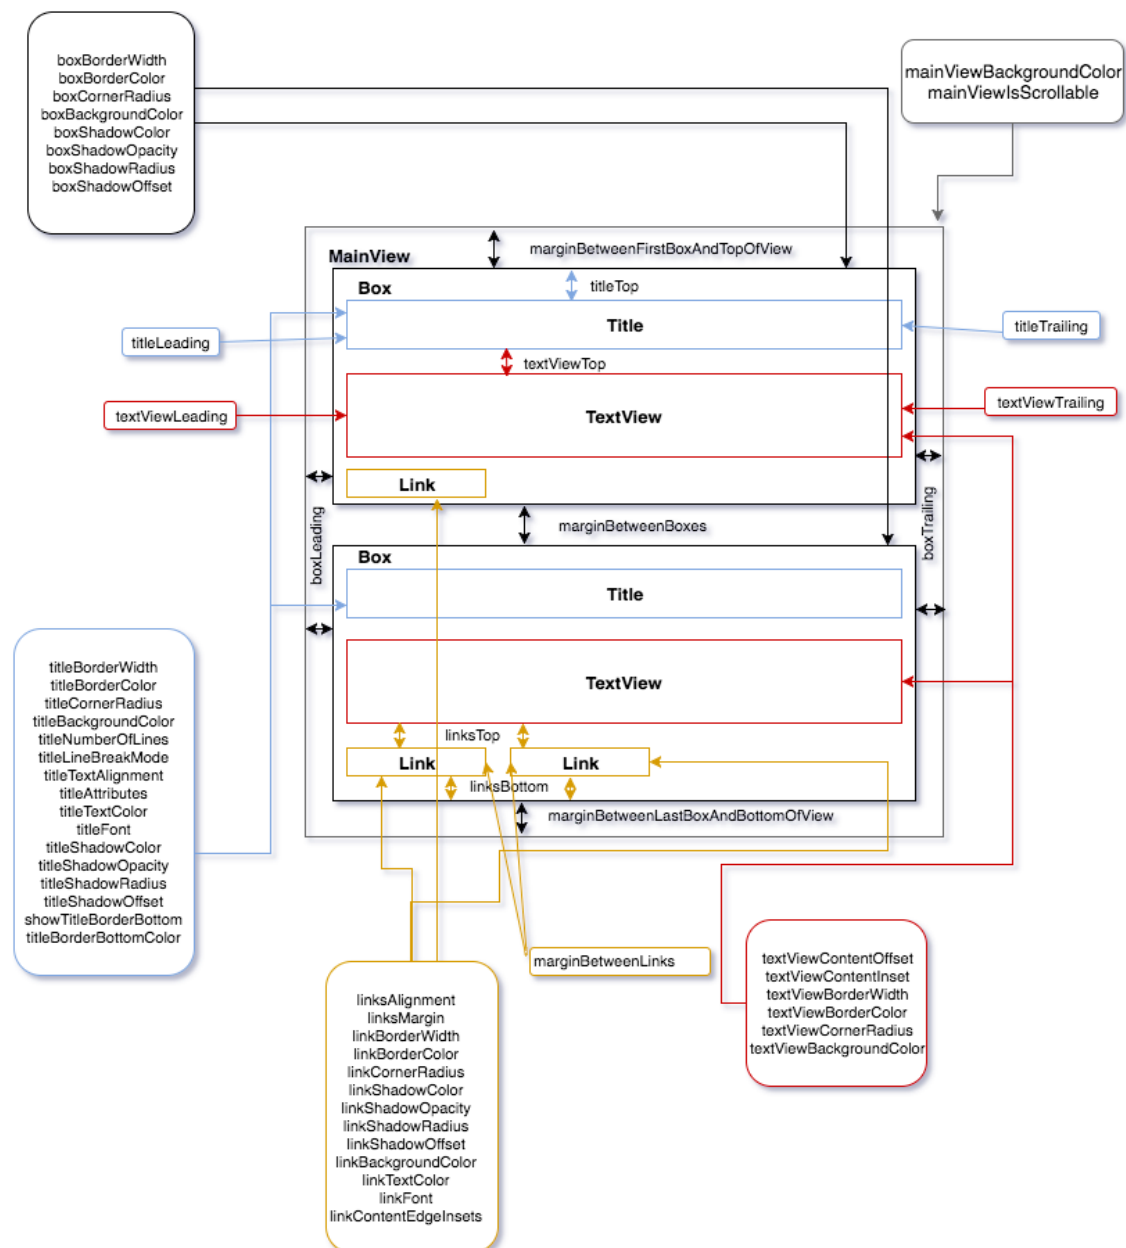 boxBorderWidth
boxBorderColor
boxCornerRadius
boxBackgroundColor
boxShadowColor
boxShadowOpacity
boxShadowRadius
boxShadowOffset
mainViewBackgroundColor
mainViewIsScrollable
marginBetweenFirstBoxAndTopOfView
MainView
Box
titleTop
Title
titleLeading
titleTrailing
textViewTop
textViewLeading
TextView
textViewTrailing
Link
boxLeading
boxTrailing
marginBetweenBoxes
Box
Title
TextView
linksTop
Link
Link
linksBottom
marginBetweenLastBoxAndBottomOfView
titleBorderWidth
titleBorderColor
titleCornerRadius
titleBackgroundColor
titleNumberOfLines
titleLineBreakMode
titleTextAlignment
titleAttributes
titleTextColor
titleFont
titleShadowColor
titleShadowOpacity
titleShadowRadius
titleShadowOffset
showTitleBorderBottom
titleBorderBottomColor
marginBetweenLinks
textViewContentOffset
textViewContentInset
textViewBorderWidth
textViewBorderColor
textViewCornerRadius
textViewBackgroundColor
linksAlignment
linksMargin
linkBorderWidth
linkBorderColor
linkCornerRadius
linkShadowColor
linkShadowOpacity
linkShadowRadius
linkShadowOffset
linkBackgroundColor
linkTextColor
linkFont
linkContentEdgeInsets